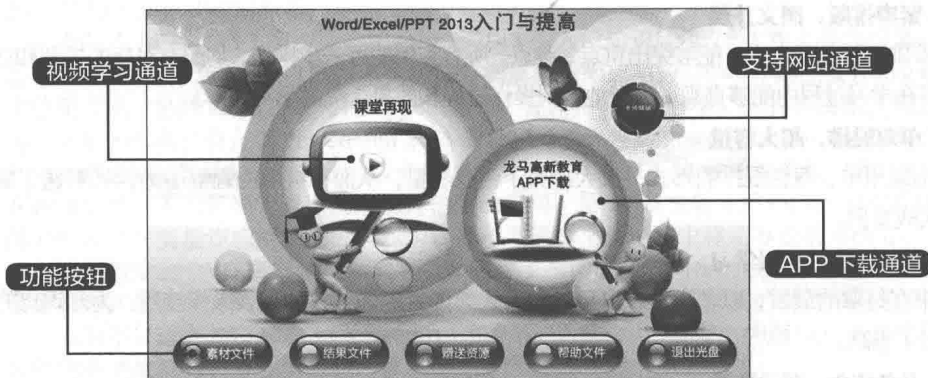 Word/Excel/PPT 2013入门与提高
视频学习通道
支持网站通道
课堂再现
龙马高新教育
APP下载
功能按钮
APP 下载通道
素材文件
结果文件
赠送资源
帮助文件
退出光盘